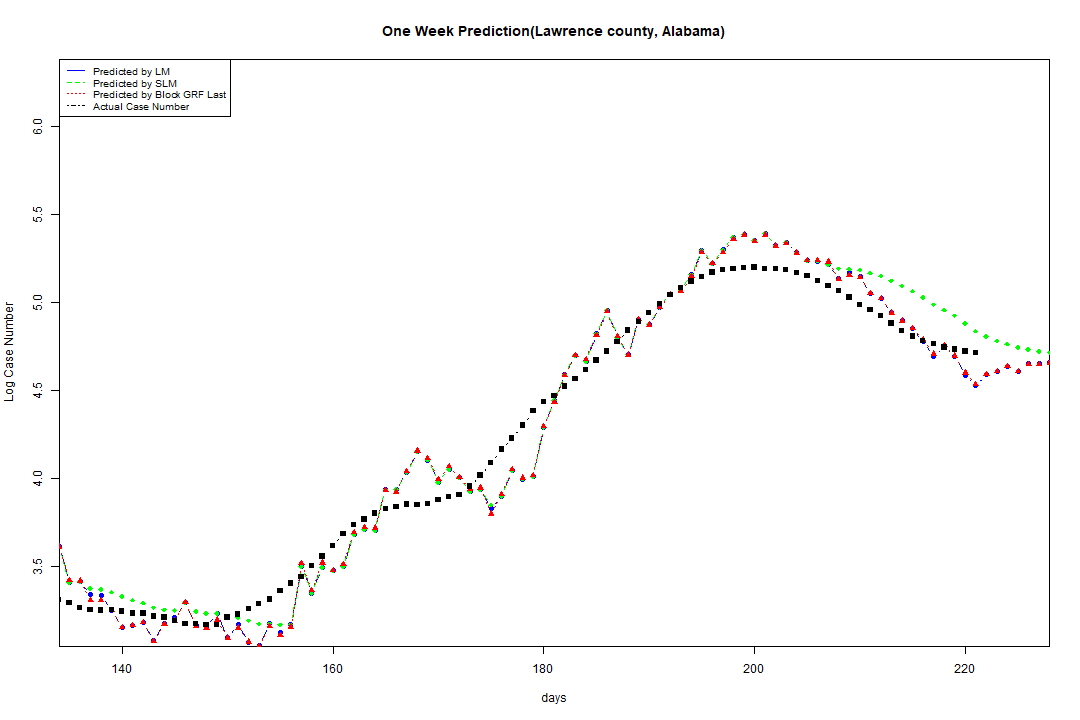 One Week Prediction(Lawrence county, Alabama)
Predicted by LM
Predicted by SLM
Predicted by Block GRF Last
Actual Case Number
6.0
5.5
5.0
4.5
4.0
3.5
Log Case Number
140 160 180 200 220
days